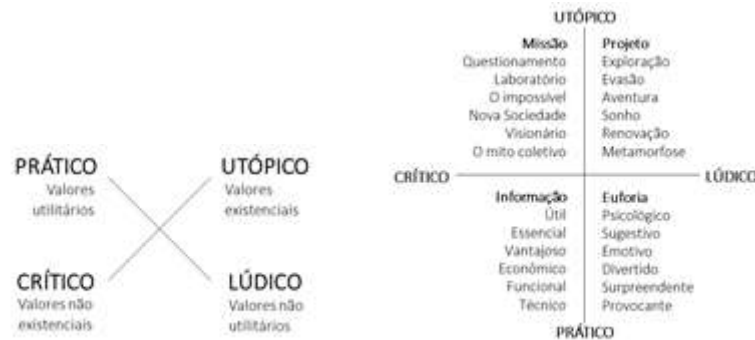 PRÁTICO
Valores
utilitários
UTÓPICO
Valores
existenciais
CRÍTICO
Valores não
existenciais
LÚDICO
Valores não
utilitários
UTÓPICO
Missão
Questionamento
Laboratório
O impossível
Nova Sociedade
Visionário
O mito coletivo
Projeto
Exploração
Evasão
Aventura
Sonho
Renovação
Metamorfose
CRÍTICO
LÚDICO
Informação
Útil
Essencial
Vantajoso
Econômico
Funcional
Técnico
Euforia
Psicológico
Sugestivo
Emotivo
Divertido
Surpreendente
Provocante
PRÁTICO